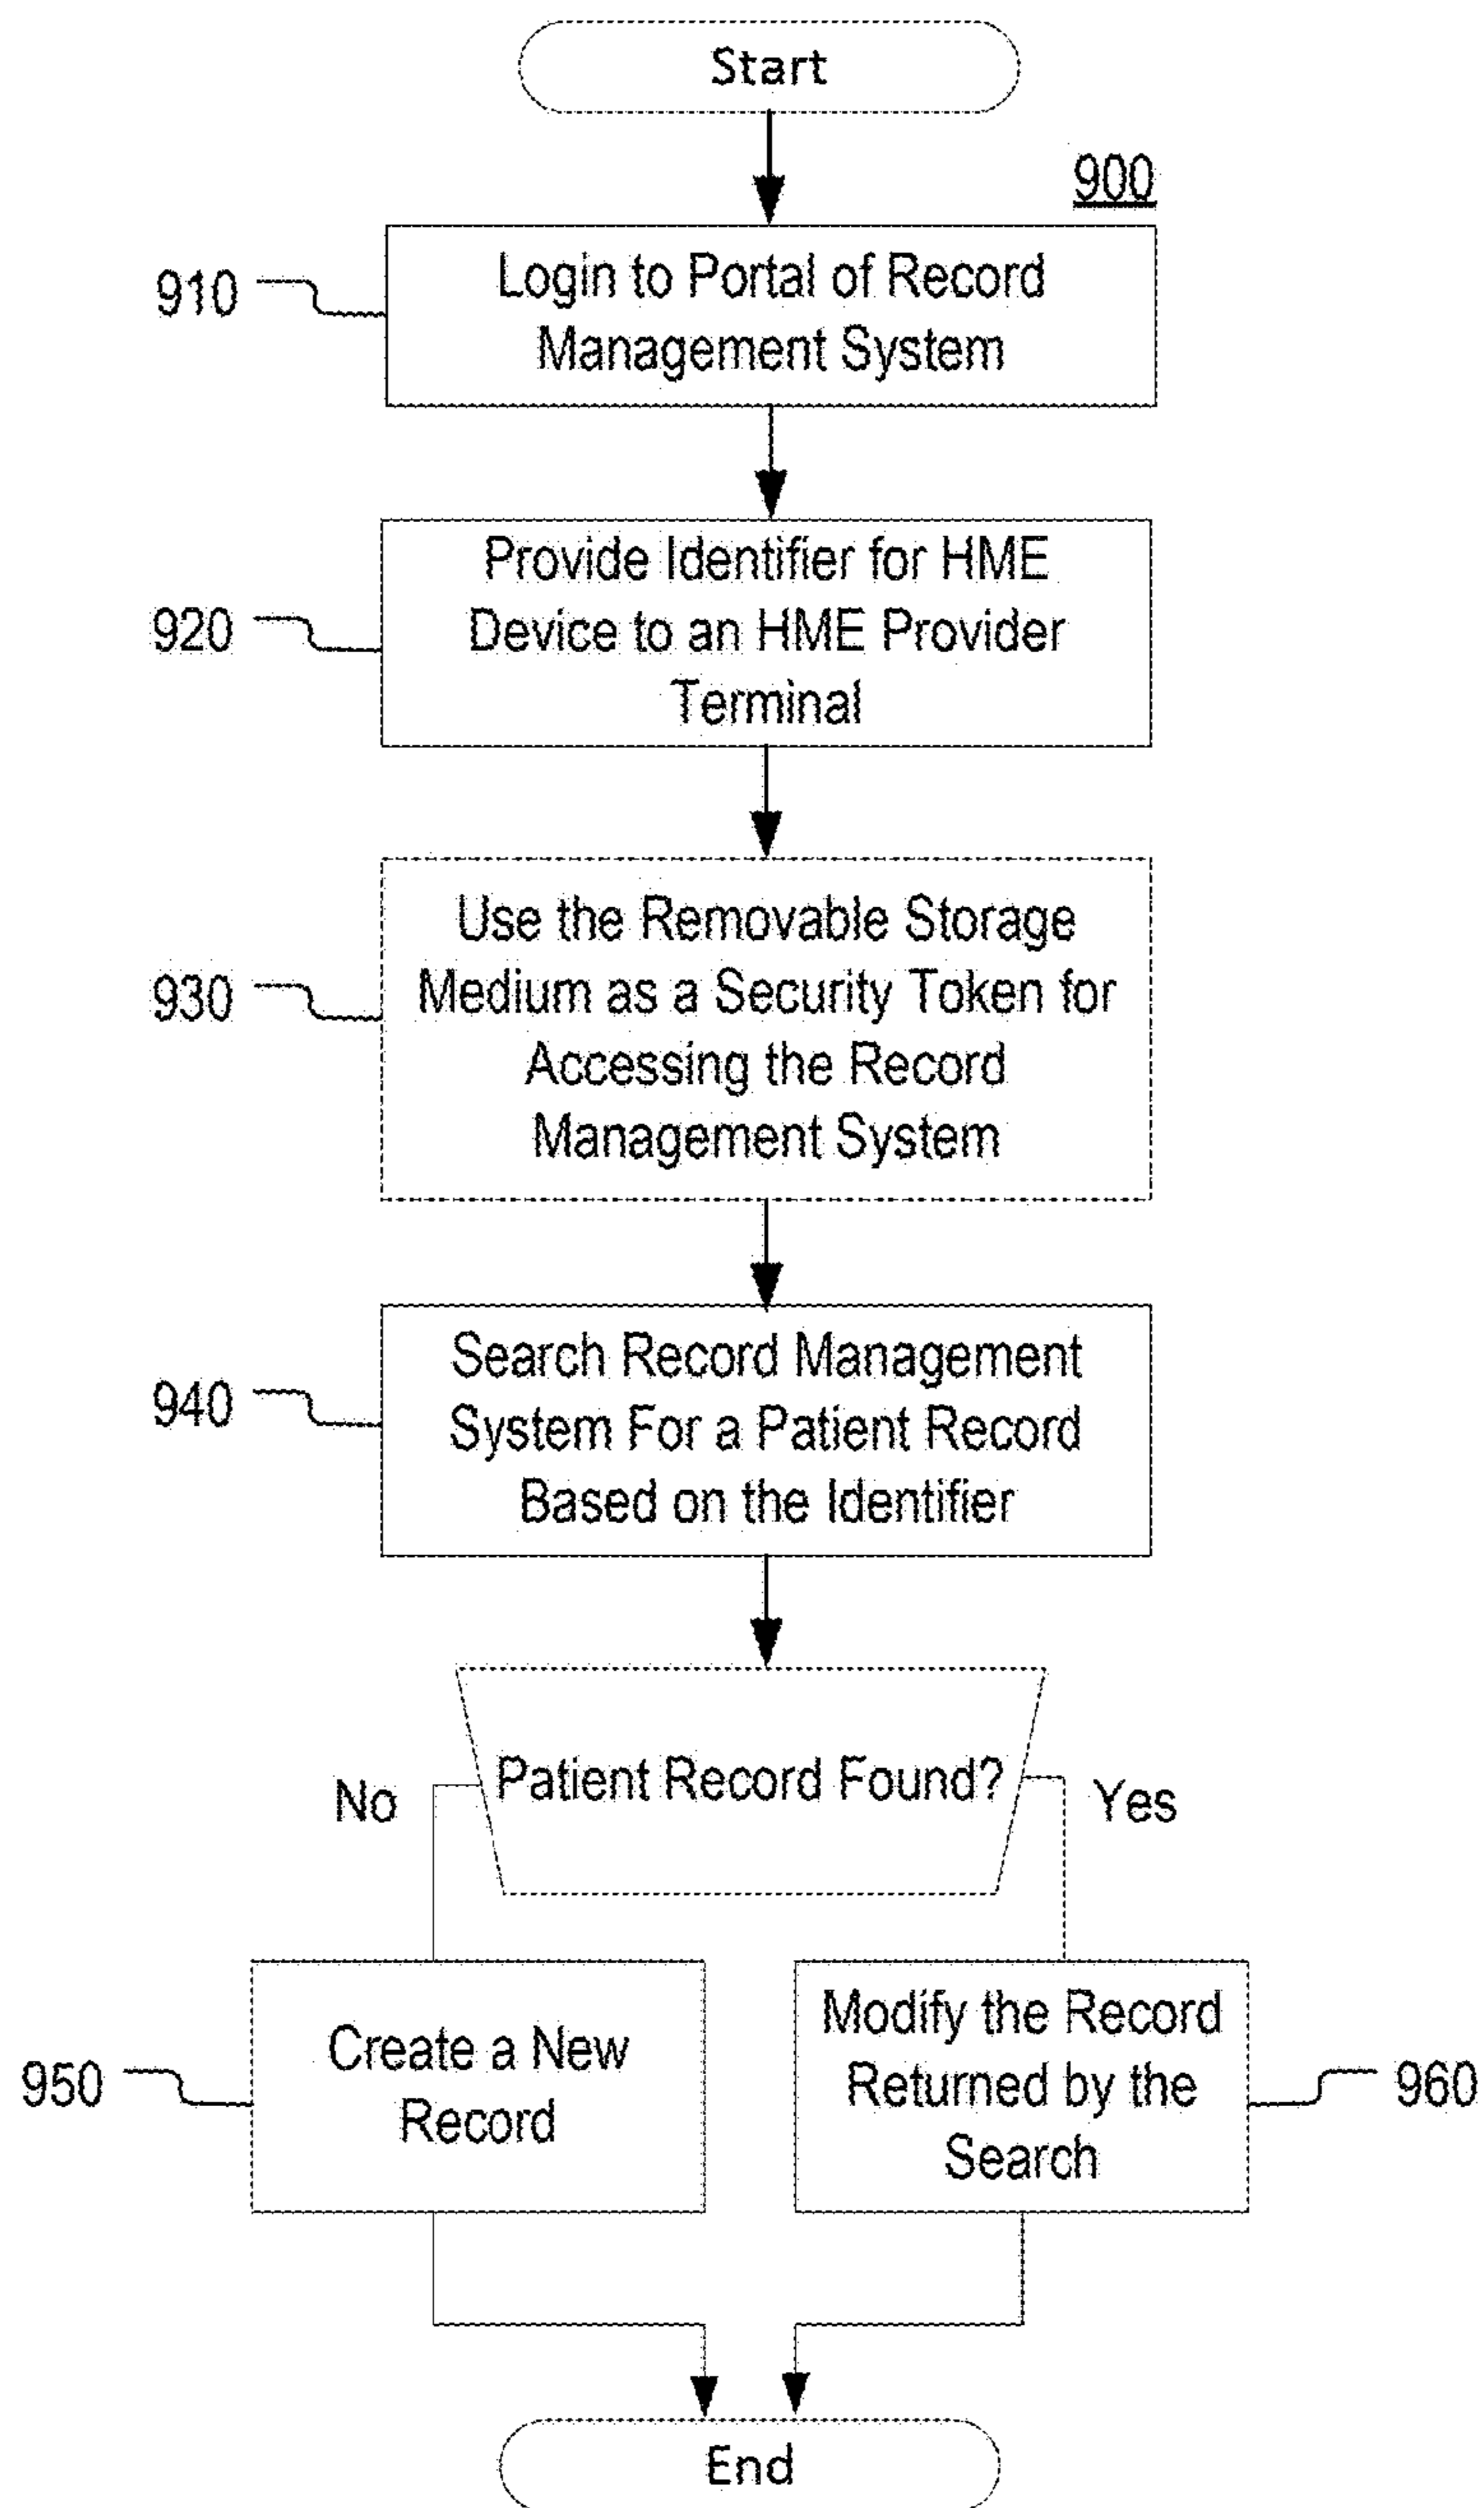 Start
900
910
Login to Portal of Record
Management System
920
Provide Identifier for HME
Device to an HME Provider
Terminal
930
Use the Removable Storage
Medium as a Security Token for
Accessing the Record
Management System
940
Search Record Management
System For a Patient Record
Based on the Identifier
Patient Record Found?
No
Yes
950
Create a New
Record
Modify the Record
Returned by the
Search
960
End